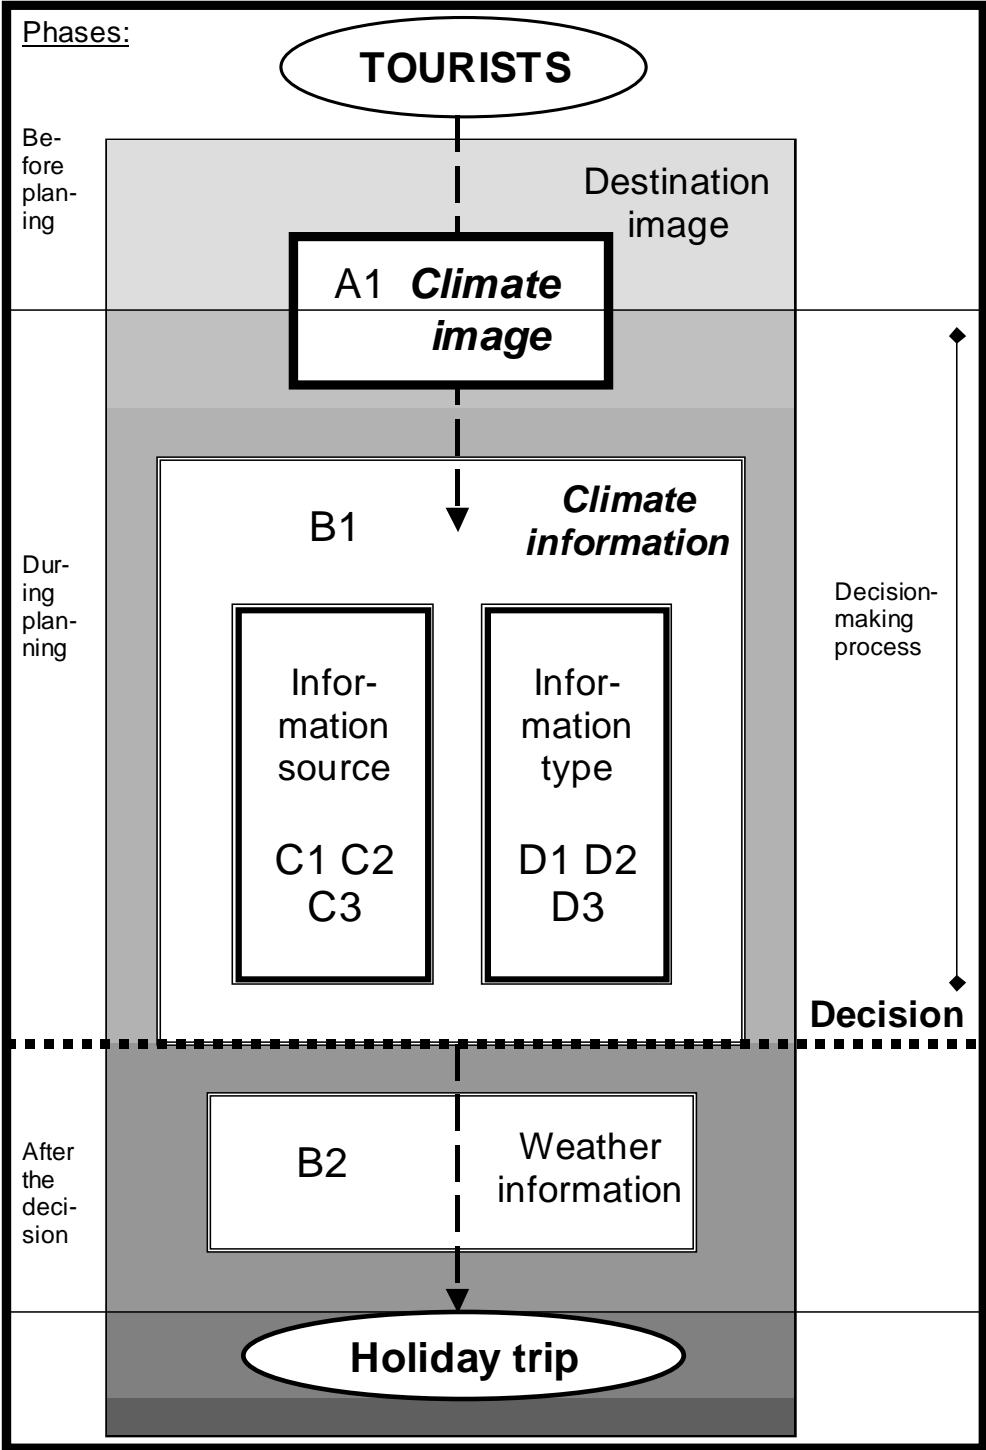 Phases:
TOURISTS
Be-
fore
plan-
ing
Destination
image
A1 Climate
image
B1
Climate
information
Dur-
ing
plan-
ning
Infor-
mation
source
C1 C2
C3
Infor-
mation
type
D1 D2
D3
Decision-
making
process
Decision
After
the
deci-
sion
B2
Weather
information
Holiday trip